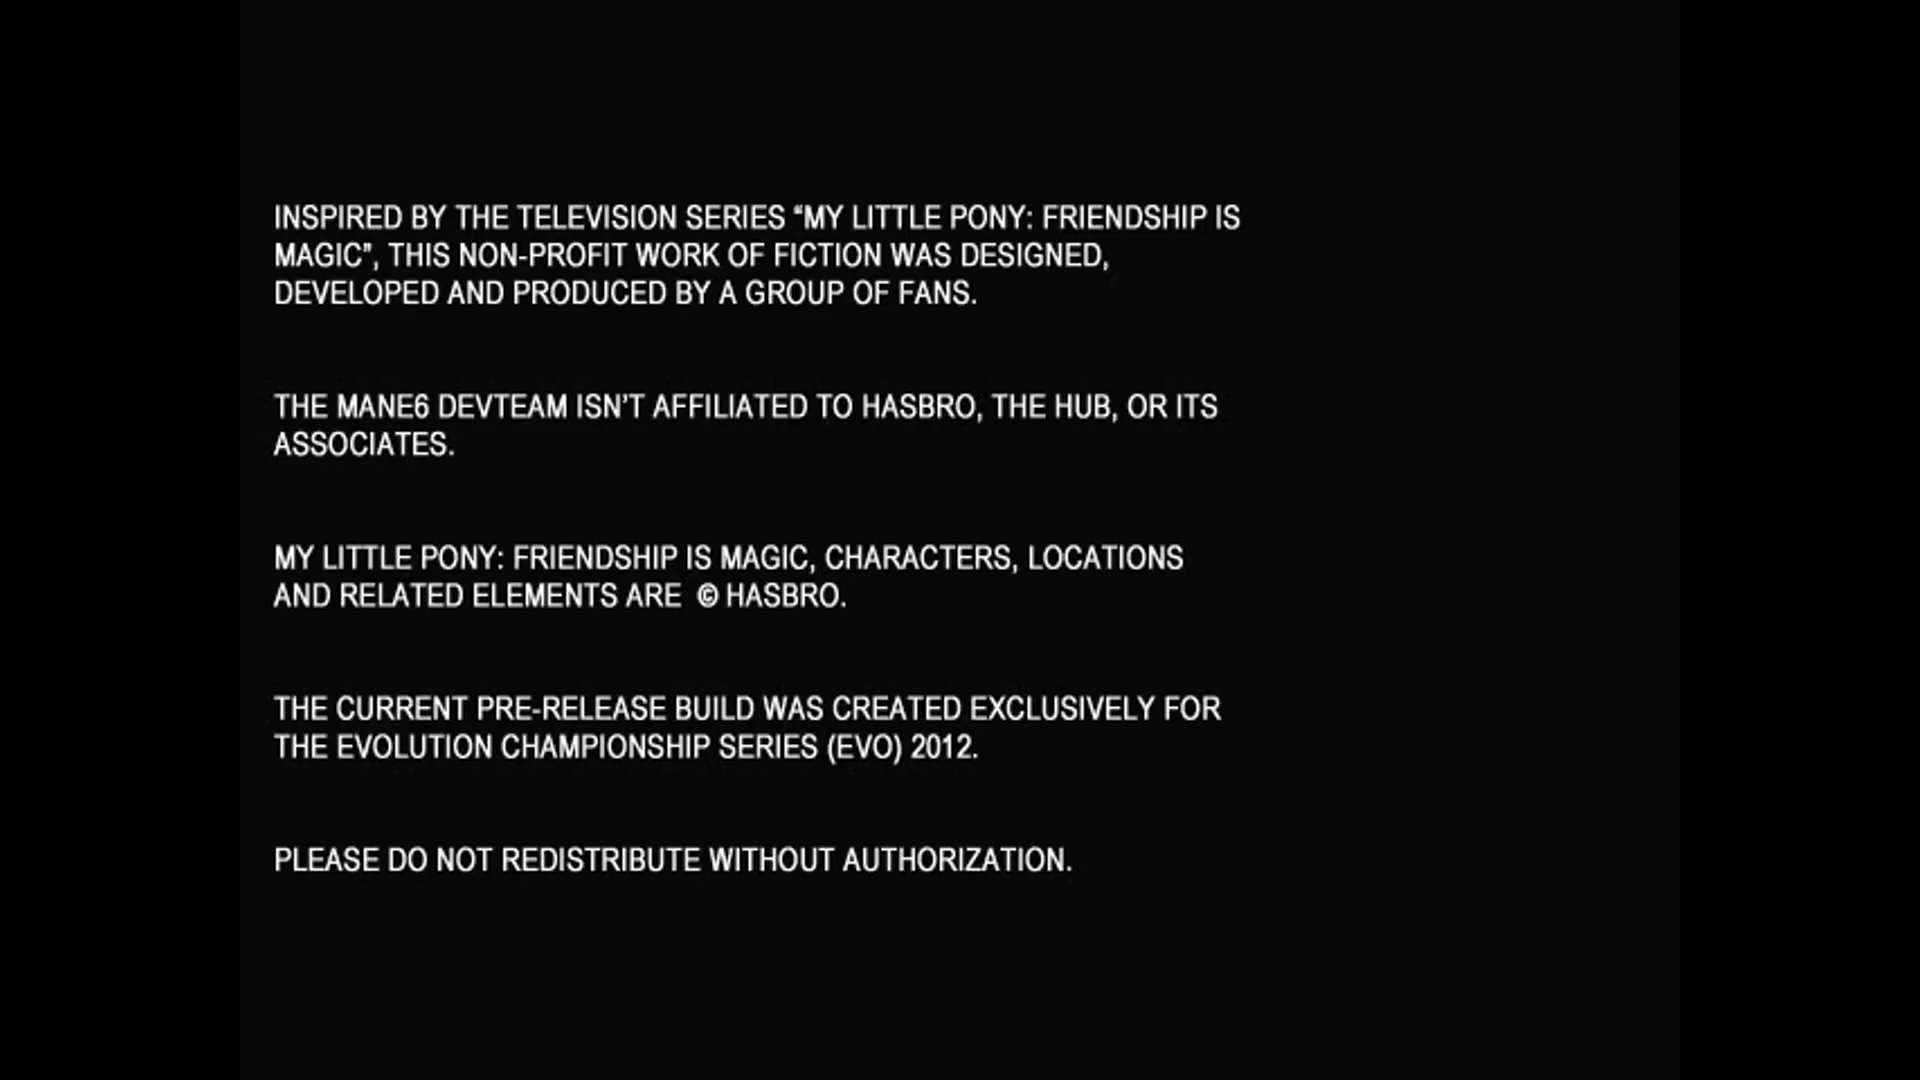 INSPIRED BY THE TELEVISION SERIES “MY LITTLE PONY: FRIENDSHIP IS
MAGIC”, THIS NON-PROFIT WORK OF FICTION WAS DESIGNED,
DEVELOPED AND PRODUCED BY A GROUP OF FANS.
THE MANE6 DEVTEAM ISN’T AFFILIATED TO HASBRO, THE HUB, OR ITS
ASSOCIATES.
MY LITTLE PONY: FRIENDSHIP IS MAGIC, CHARACTERS, LOCATIONS
AND RELATED ELEMENTS ARE © HASBRO.
THE CURRENT PRE-RELEASE BUILD WAS CREATED EXCLUSIVELY FOR
THE EVOLUTION CHAMPIONSHIP SERIES (EVO) 2012.
PLEASE DO NOT REDISTRIBUTE WITHOUT AUTHORIZATION.